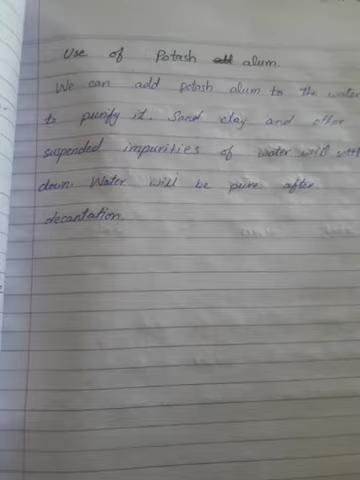 Use of Potash alum.
We can add potash alum to the water
to purify it. Sand clay and other
suspended impurities of water will settl
down. Water will be pure after
decantation.